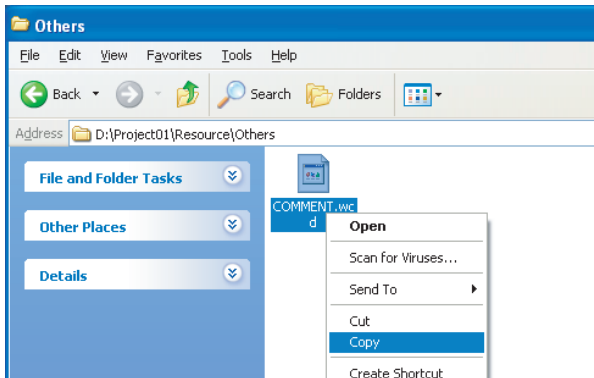 Others
File Edit View Favorites Tools Help
Back Search Folders
Address D:\Project01\Resource\Others
File and Folder Tasks
Other Places
Details
COMMENT.wc
d
Open
Scan for Viruses...
Send To
Cut
Copy
Create Shortcut